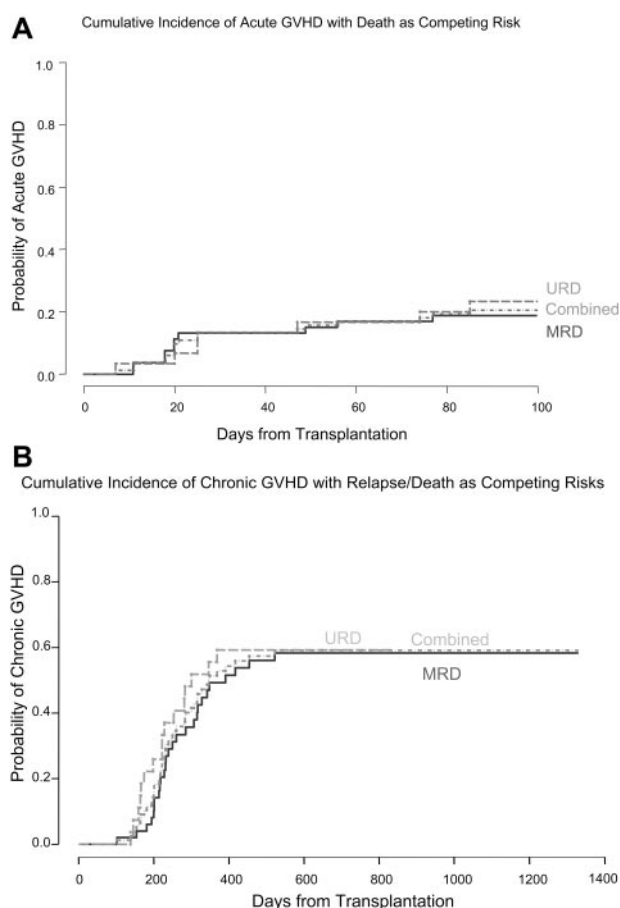 A
Cumulative Incidence of Acute GVHD with Death as Competing Risk
1.0
0.8
0.6
0.4
0.2
0.0
Probability of Acute GVHD
URD
Combined
MRD
0 20 40 60 80 100
Days from Transplantation
B
Cumulative Incidence of Chronic GVHD with Relapse/Death as Competing Risks
1.0
0.8
0.6
0.4
0.2
0.0
Probability of Chronic GVHD
URD Combined
MRD
0 200 400 600 800 1000 1200 1400
Days from Transplantation